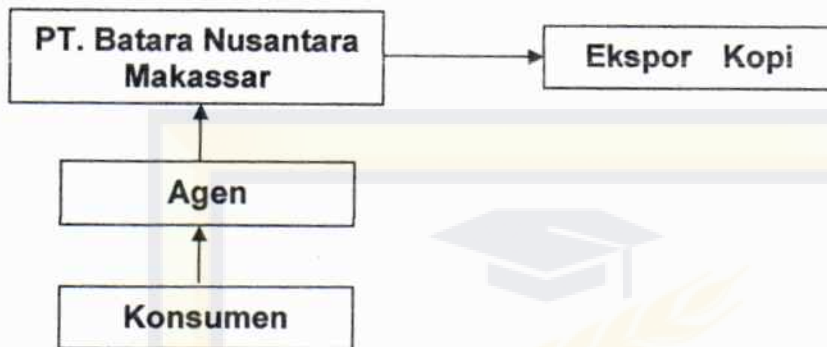 PT. Batara Nusantara
Makassar
Ekspor Kopi
Agen
Konsumen